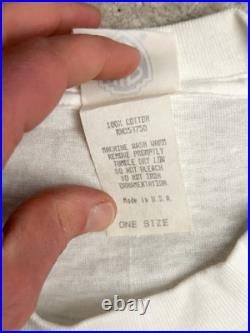 100% COTTON
RN053750
MACHINE WASH WARM
REMOVE PROMPTLY
TUMBLE DRY LOW
DO NOT BLEACH
DO NOT IRON
ORNAMENTATION
Made in U.S.A.
ONE SIZE